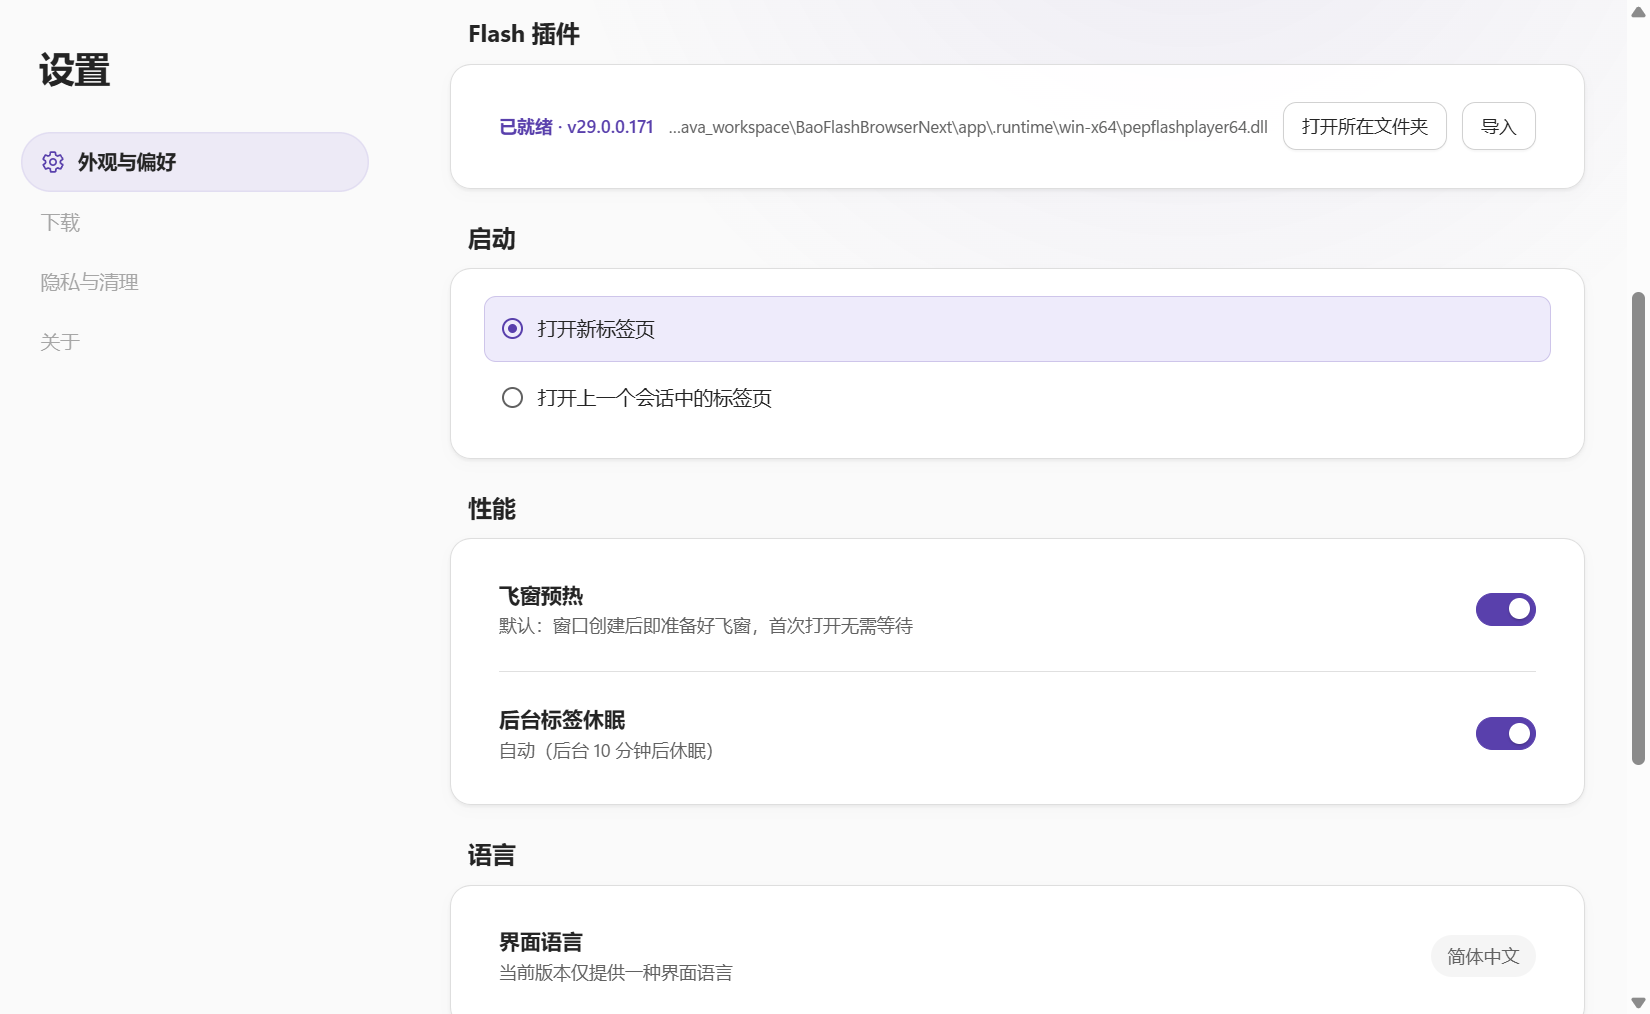 设置
外观与偏好
下载
隐私与清理
关于
Flash 插件
已就绪 · v29.0.0.171 ...ava_workspace\BaoFlashBrowserNext\app\.runtime\win-x64\pepflashplayer64.dll 打开所在文件夹 导入
启动
打开新标签页
打开上一个会话中的标签页
性能
飞窗预热
默认：窗口创建后即准备好飞窗，首次打开无需等待
后台标签休眠
自动（后台 10 分钟后休眠）
语言
界面语言
当前版本仅提供一种界面语言
简体中文